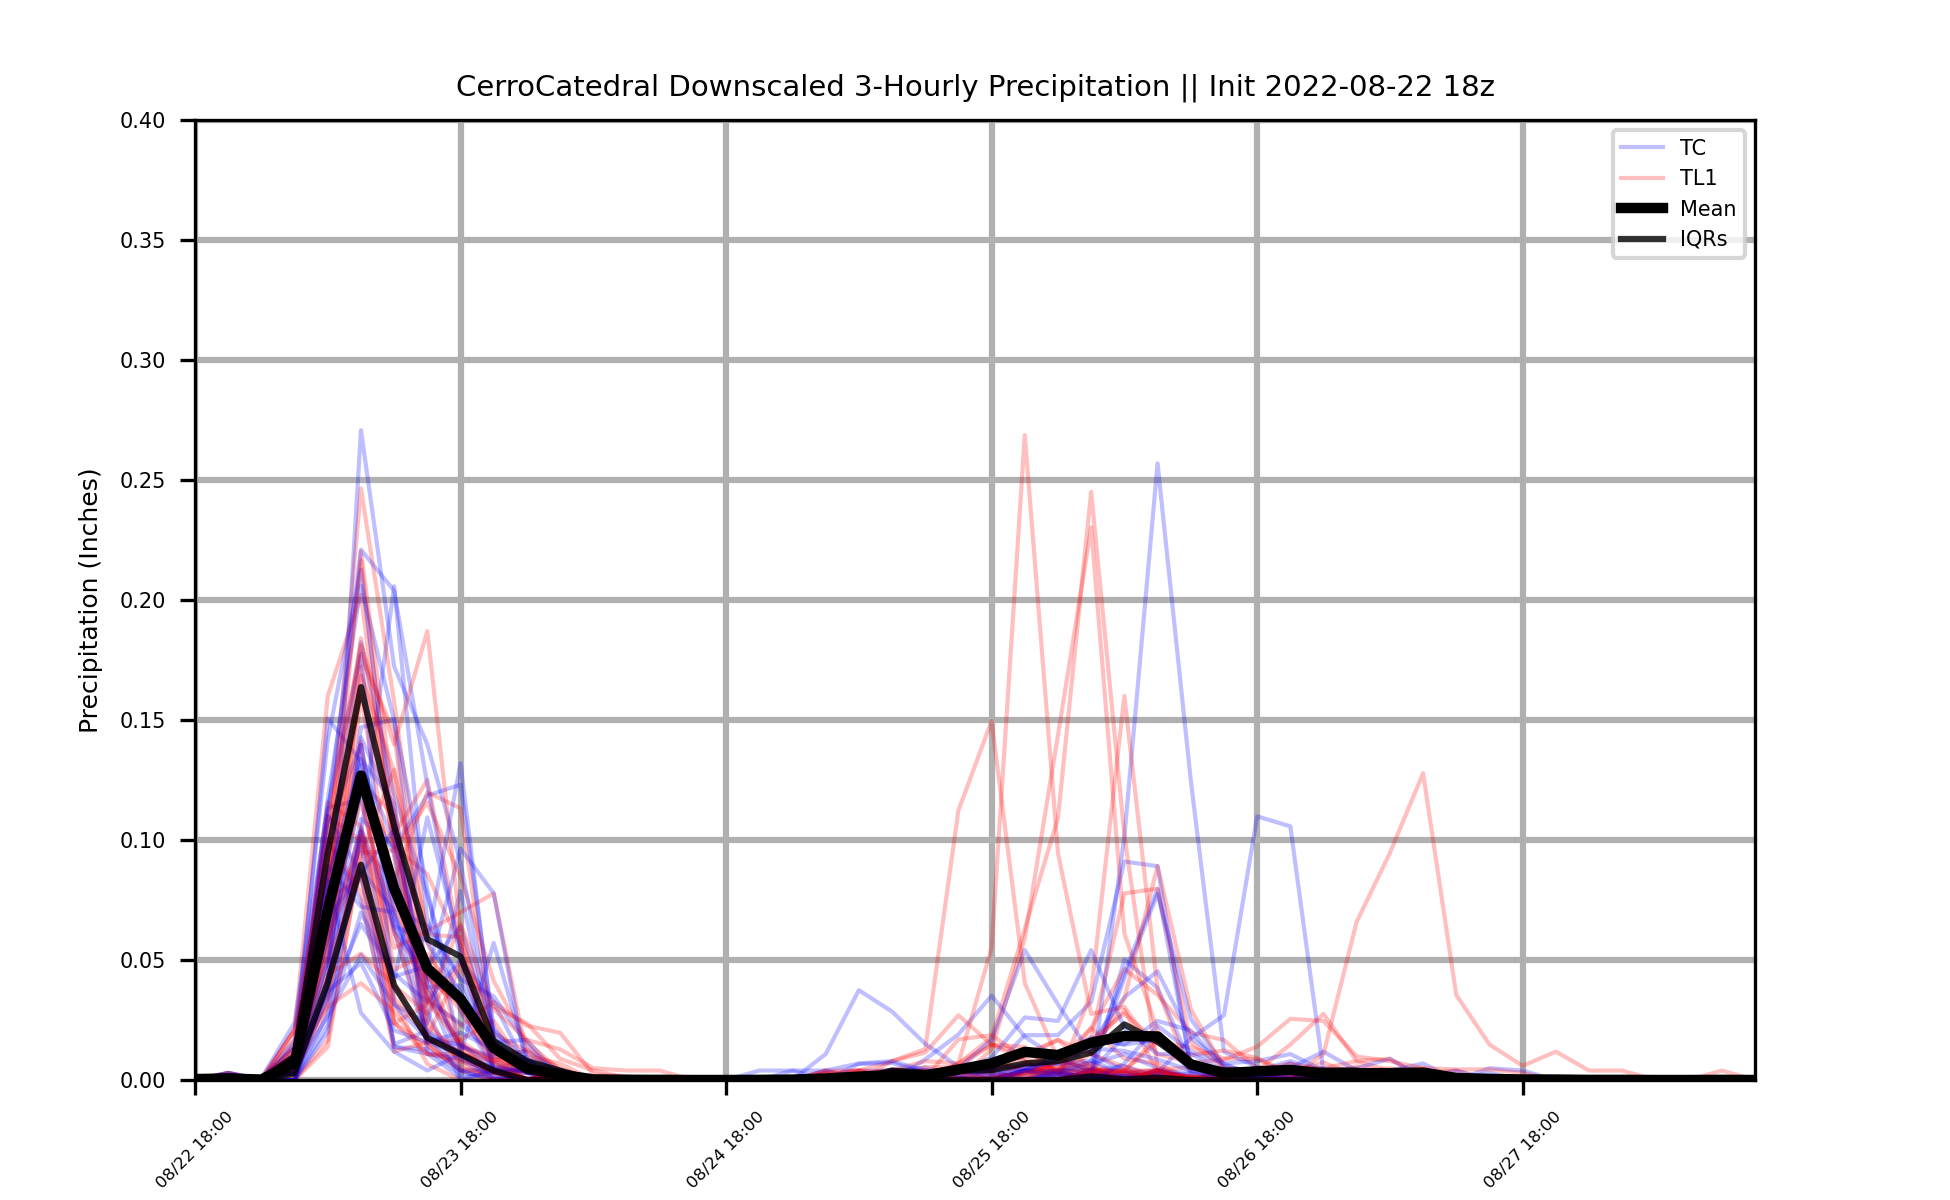 CerroCatedral Downscaled 3-Hourly Precipitation || Init 2022-08-22 18z
Precipitation (Inches)
0.40
0.35
0.30
0.25
0.20
0.15
0.10
0.05
0.00
TC
TL1
Mean
IQRs
08/22 18:00
08/23 18:00
08/24 18:00
08/25 18:00
08/26 18:00
08/27 18:00